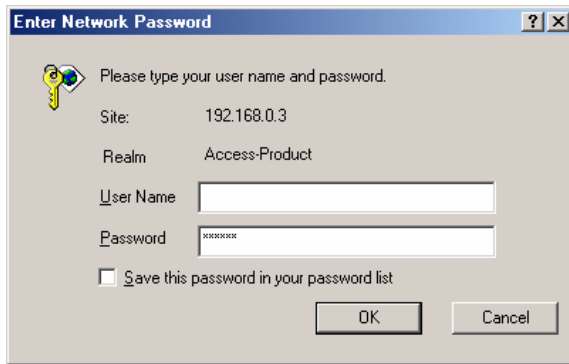 Enter Network Password
Please type your user name and password.
Site: 192.168.0.3
Realm Access-Product
User Name
Password ******
Save this password in your password list
OK Cancel